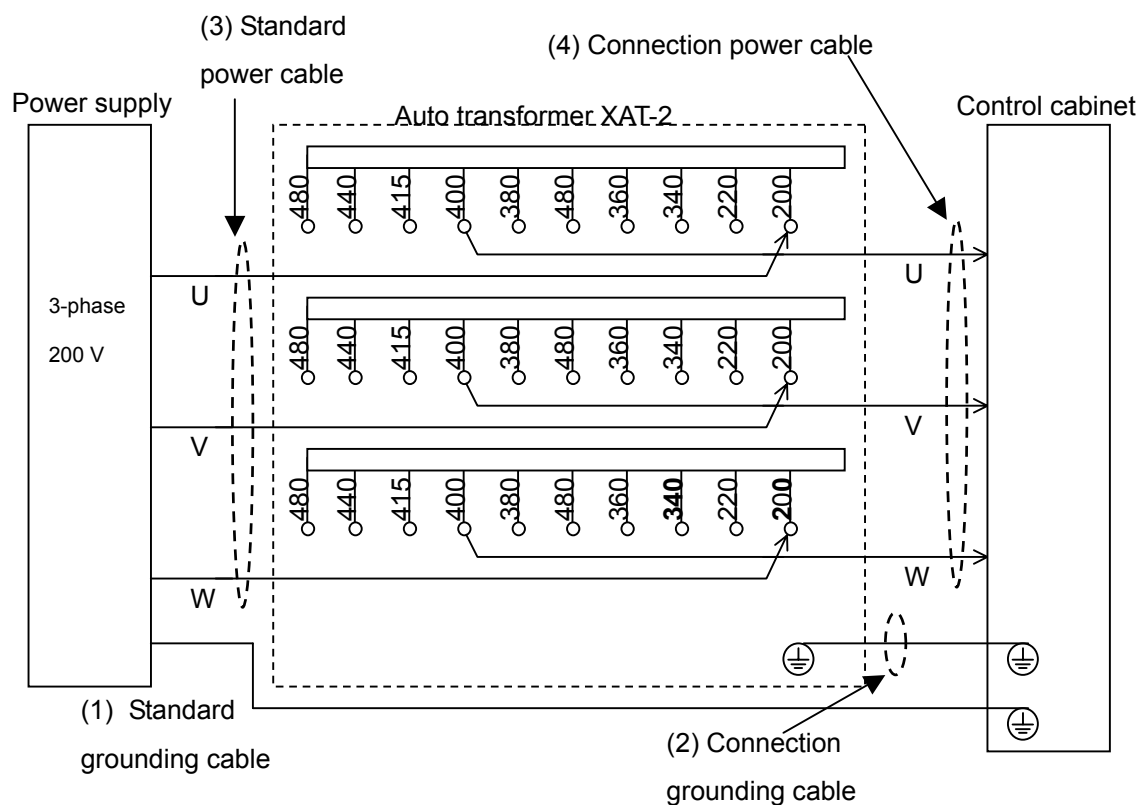 (3) Standard
power cable
(4) Connection power cable
Power supply
Auto transformer XAT-2
Control cabinet
480 440 415 400 380 480 360 340 220 200
U
U
3-phase
200 V
480 440 415 400 380 480 360 340 220 200
V
V
480 440 415 400 380 480 360 340 220 200
W
W
(1) Standard
grounding cable
(2) Connection
grounding cable